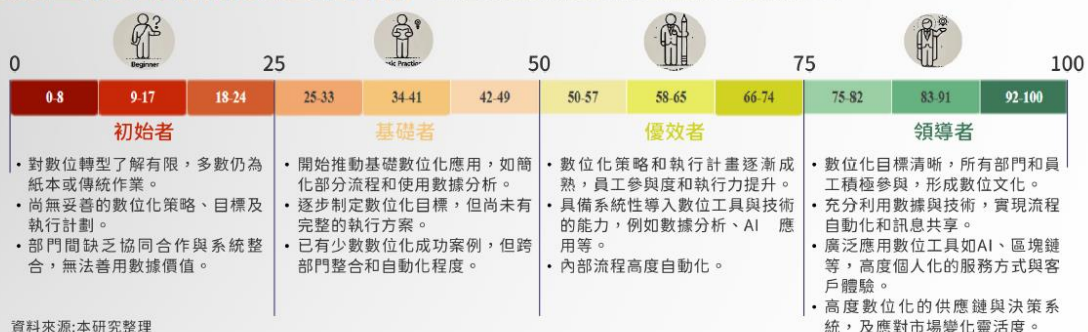 Beginner
0
25
50
75
100
0-8
9-17
18-24
25-33
34-41
42-49
50-57
58-65
66-74
75-82
83-91
92-100
初始者
• 對數位轉型了解有限，多數仍為
紙本或傳統作業。
• 尚無妥善的數位化策略、目標及
執行計劃。
• 部門間缺乏協同合作與系統整
合，無法善用數據價值。
基礎者
• 開始推動基礎數位化應用，如簡
化部分流程和使用數據分析。
• 逐步制定數位化目標，但尚未有
完整的執行方案。
• 已有少數數位化成功案例，但跨
部門整合和自動化程度。
優效者
• 數位化策略和執行計畫逐漸成
熟，員工參與度和執行力提升。
• 具備系統性導入數位工具與技術
的能力，例如數據分析、AI 應
用等。
• 內部流程高度自動化。
領導者
• 數位化目標清晰，所有部門和員
工積極參與，形成數位文化。
• 充分利用數據與技術，實現流程
自動化和訊息共享。
• 廣泛應用數位工具如AI、區塊鏈
等，高度個人化的服務方式與客
戶體驗。
• 高度數位化的供應鏈與決策系
統，及應對市場變化靈活度。
資料來源:本研究整理